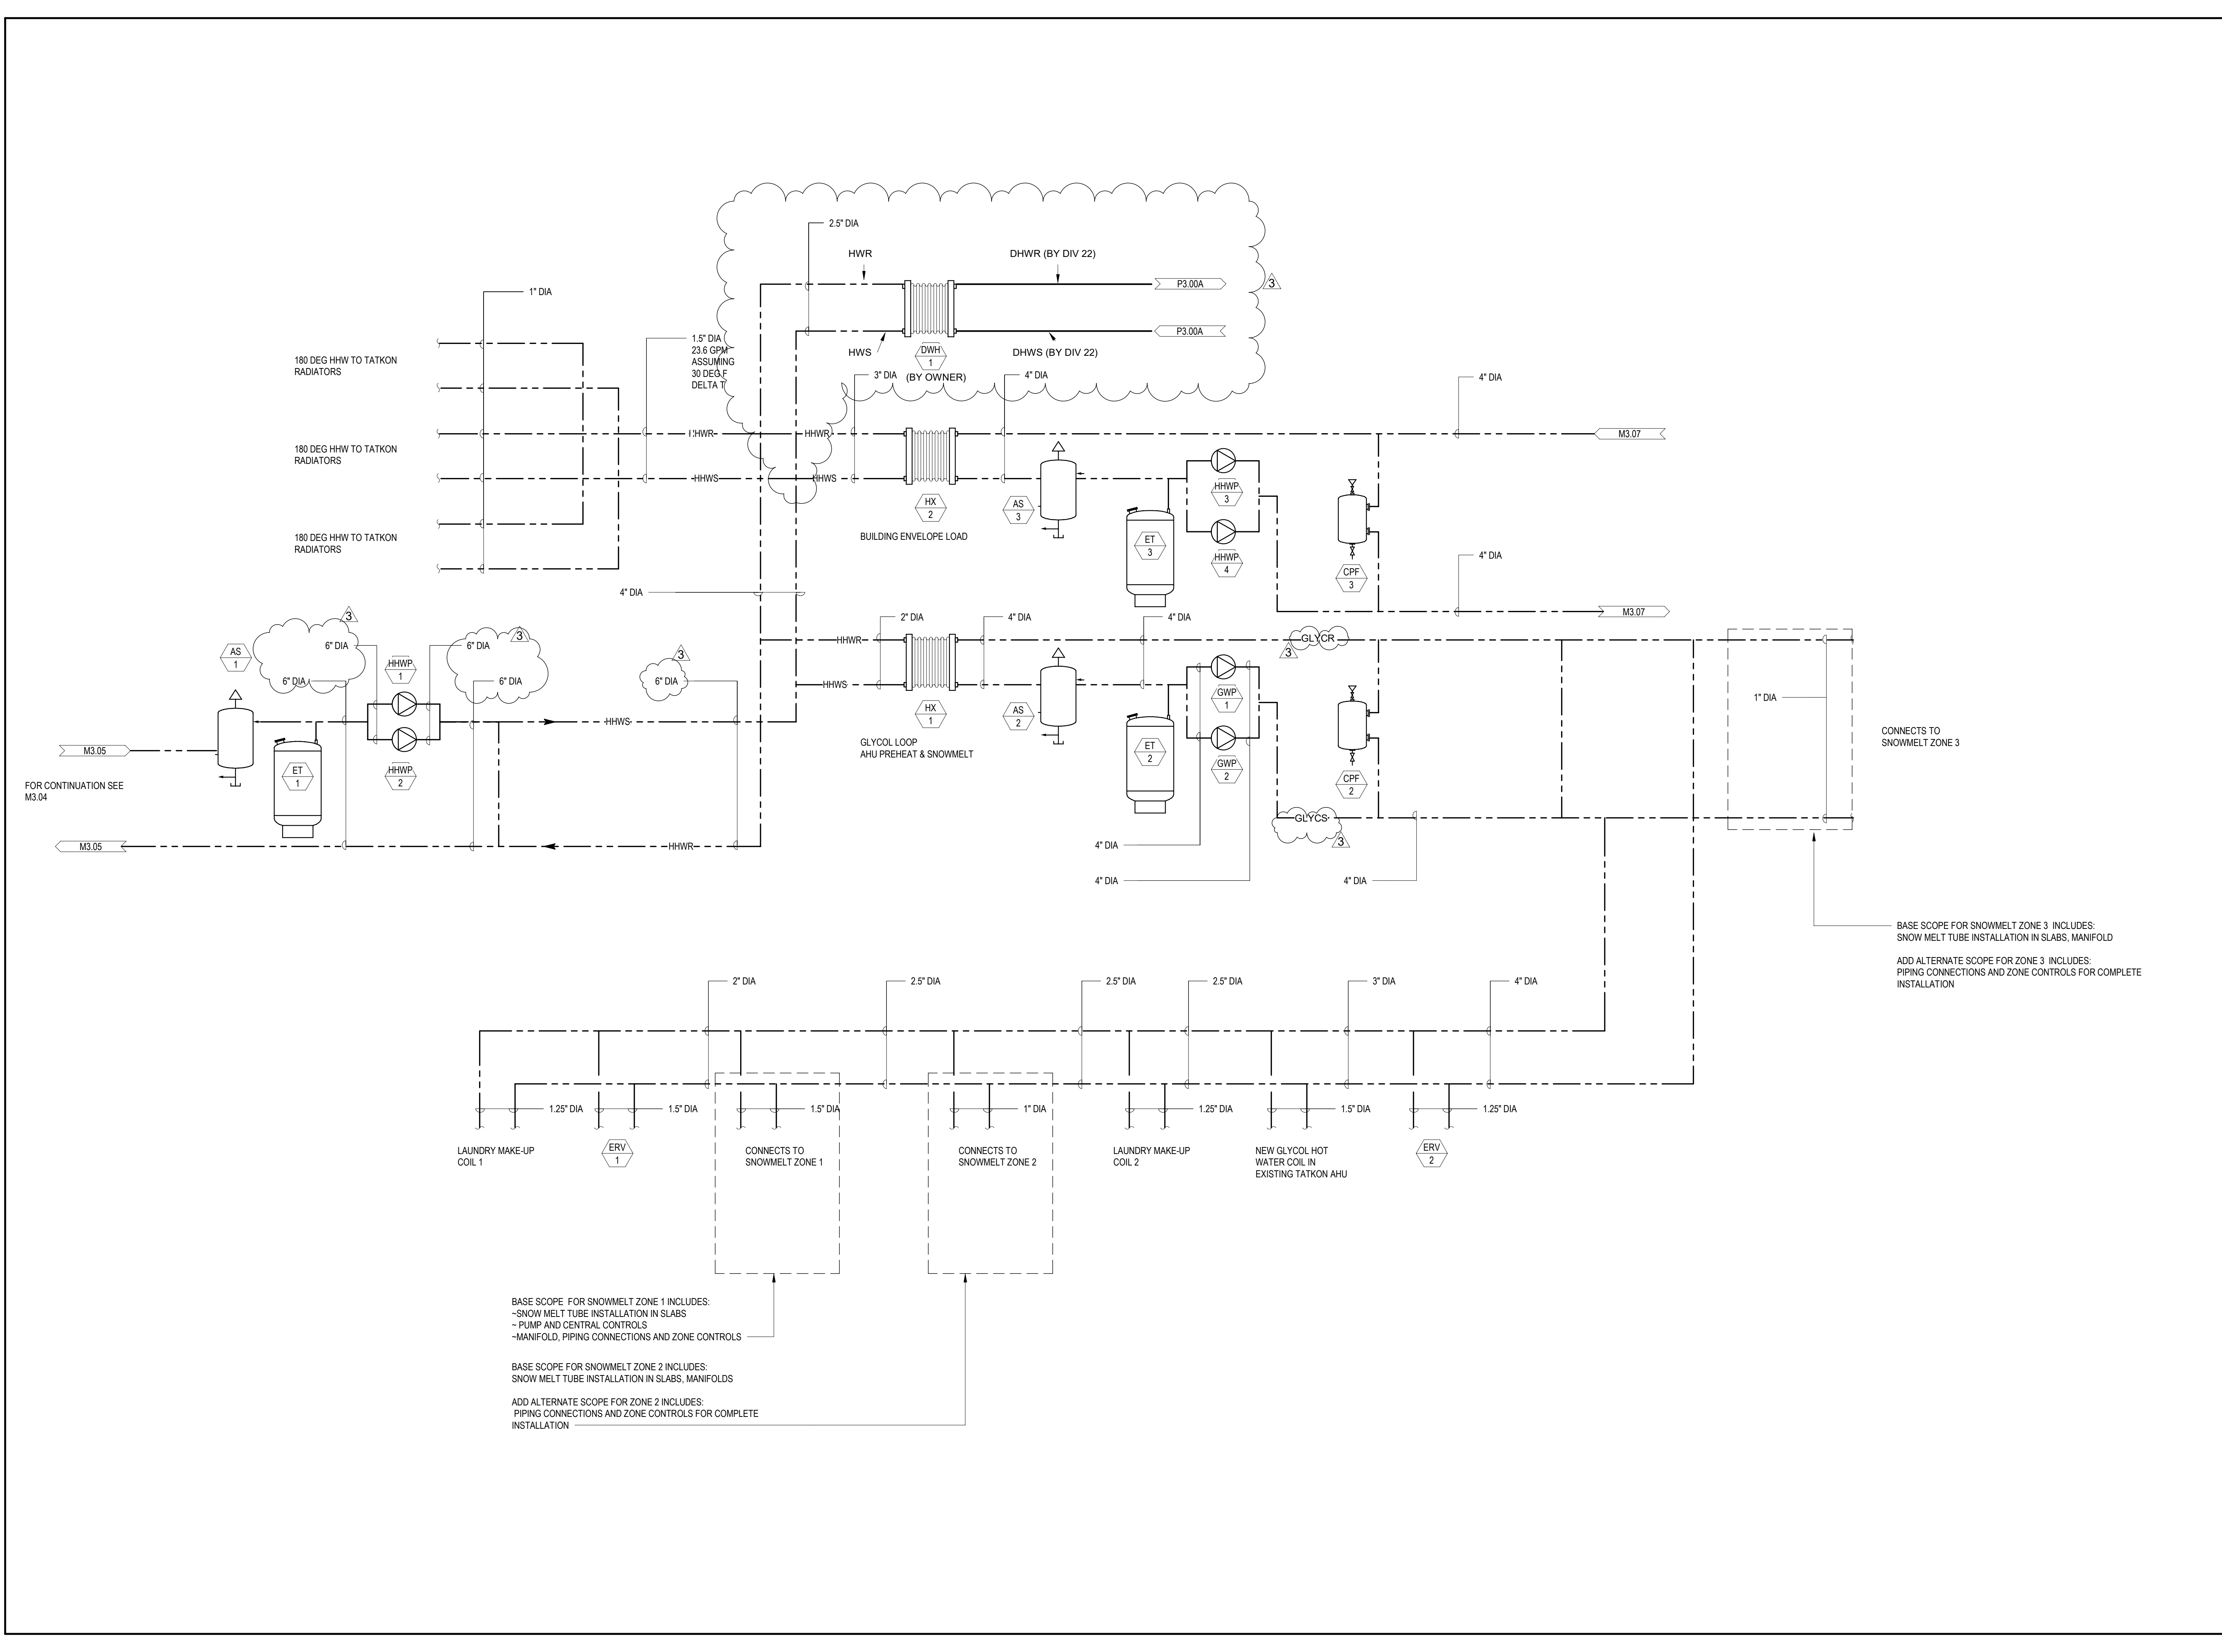 2.5" DIA
HWR
DHWR (BY DIV 22)
P3.00A
3
1" DIA
HWS
DHWS (BY DIV 22)
P3.00A
DWH
1
(BY OWNER)
1.5" DIA
23.6 GPM
ASSUMING
30 DEG F
DELTA T
180 DEG HHW TO TATKON
RADIATORS
180 DEG HHW TO TATKON
RADIATORS
180 DEG HHW TO TATKON
RADIATORS
3" DIA
4" DIA
4" DIA
HHWR
HHWR
M3.07
HHWS
HHWS
HX
2
BUILDING ENVELOPE LOAD
AS
3
ET
3
HHWP
3
HHWP
4
CPF
3
4" DIA
M3.07
4" DIA
2" DIA
4" DIA
4" DIA
HHWR
GLYCR
3
HHWS
HX
1
GLYCOL LOOP
AHU PREHEAT & SNOWMELT
AS
2
ET
2
GWP
1
GWP
2
CPF
2
GLYCS
3
4" DIA
4" DIA
4" DIA
1" DIA
CONNECTS TO
SNOWMELT ZONE 3
AS
1
6" DIA
6" DIA
3
HHWP
1
HHWP
2
6" DIA
6" DIA
3
6" DIA
3
HHWS
M3.05
FOR CONTINUATION SEE
M3.04
ET
1
M3.05
HHWR
BASE SCOPE FOR SNOWMELT ZONE 3 INCLUDES:
SNOW MELT TUBE INSTALLATION IN SLABS, MANIFOLD
ADD ALTERNATE SCOPE FOR ZONE 3 INCLUDES:
PIPING CONNECTIONS AND ZONE CONTROLS FOR COMPLETE
INSTALLATION
2" DIA
2.5" DIA
2.5" DIA
2.5" DIA
3" DIA
4" DIA
1.25" DIA
1.5" DIA
1.5" DIA
1" DIA
1.25" DIA
1.5" DIA
1.25" DIA
LAUNDRY MAKE-UP
COIL 1
ERV
1
CONNECTS TO
SNOWMELT ZONE 1
CONNECTS TO
SNOWMELT ZONE 2
LAUNDRY MAKE-UP
COIL 2
NEW GLYCOL HOT
WATER COIL IN
EXISTING TATKON AHU
ERV
2
BASE SCOPE FOR SNOWMELT ZONE 1 INCLUDES:
~SNOW MELT TUBE INSTALLATION IN SLABS
~ PUMP AND CENTRAL CONTROLS
~MANIFOLD, PIPING CONNECTIONS AND ZONE CONTROLS
BASE SCOPE FOR SNOWMELT ZONE 2 INCLUDES:
SNOW MELT TUBE INSTALLATION IN SLABS, MANIFOLDS
ADD ALTERNATE SCOPE FOR ZONE 2 INCLUDES:
PIPING CONNECTIONS AND ZONE CONTROLS FOR COMPLETE
INSTALLATION